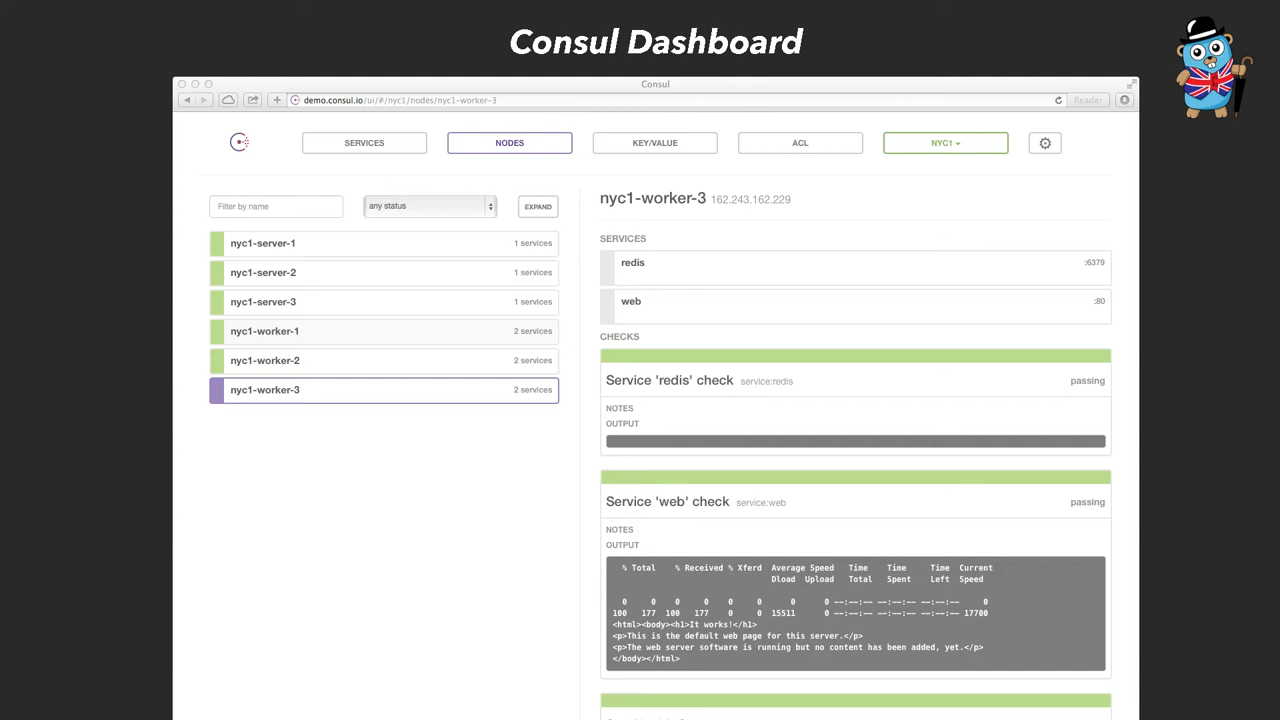 Consul Dashboard
Consul
demo.consul.io/ui/#/nyc1/nodes/nyc1-worker-3
Reader
SERVICES
NODES
KEY/VALUE
ACL
NYC1
Filter by name
any status
EXPAND
nyc1-server-1 1 services
nyc1-server-2 1 services
nyc1-server-3 1 services
nyc1-worker-1 2 services
nyc1-worker-2 2 services
nyc1-worker-3 2 services
nyc1-worker-3 162.243.162.229
SERVICES
redis :6379
web :80
CHECKS
Service 'redis' check service:redis passing
NOTES
OUTPUT
Service 'web' check service:web passing
NOTES
OUTPUT
% Total % Received % Xferd Average Speed Time Time Time Current
Dload Upload Total Spent Left Speed
0 0 0 0 0 0 0 0 --:--:-- --:--:-- --:--:-- 0
100 177 100 177 0 0 15511 0 --:--:-- --:--:-- --:--:-- 17700
<html><body><h1>It works!</h1>
<p>This is the default web page for this server.</p>
<p>The web server software is running but no content has been added, yet.</p>
</body></html>